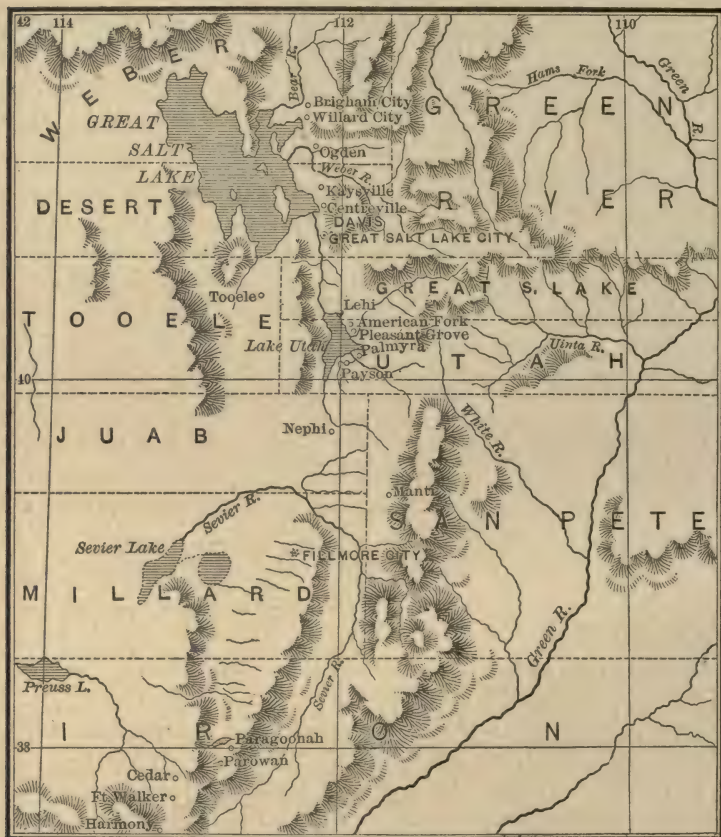 42 114 112 110
WEBER
Bear R.
Hams Fork
Green R.
Brigham City
Willard City
GREEN
GREAT
SALT
LAKE
Ogden
Weber R.
Kaysville
Centreville
RIVER
DESERT
DAVIS
GREAT SALT LAKE CITY
Tooele
GREAT S. LAKE
Lehi
TOOELE
American Fork
Pleasant Grove
Lake Utah
Palmyra
Uinta R.
UTAH
Payson
40
JUAB
Nephi
White R.
Manti
Sevier R.
SAN PETE
Sevier Lake
FILLMORE CITY
MILLARD
Green R.
Sevier R.
Preuss L.
IRON
38
Paragoonah
Parowan
Cedar
Ft Walker
Harmony